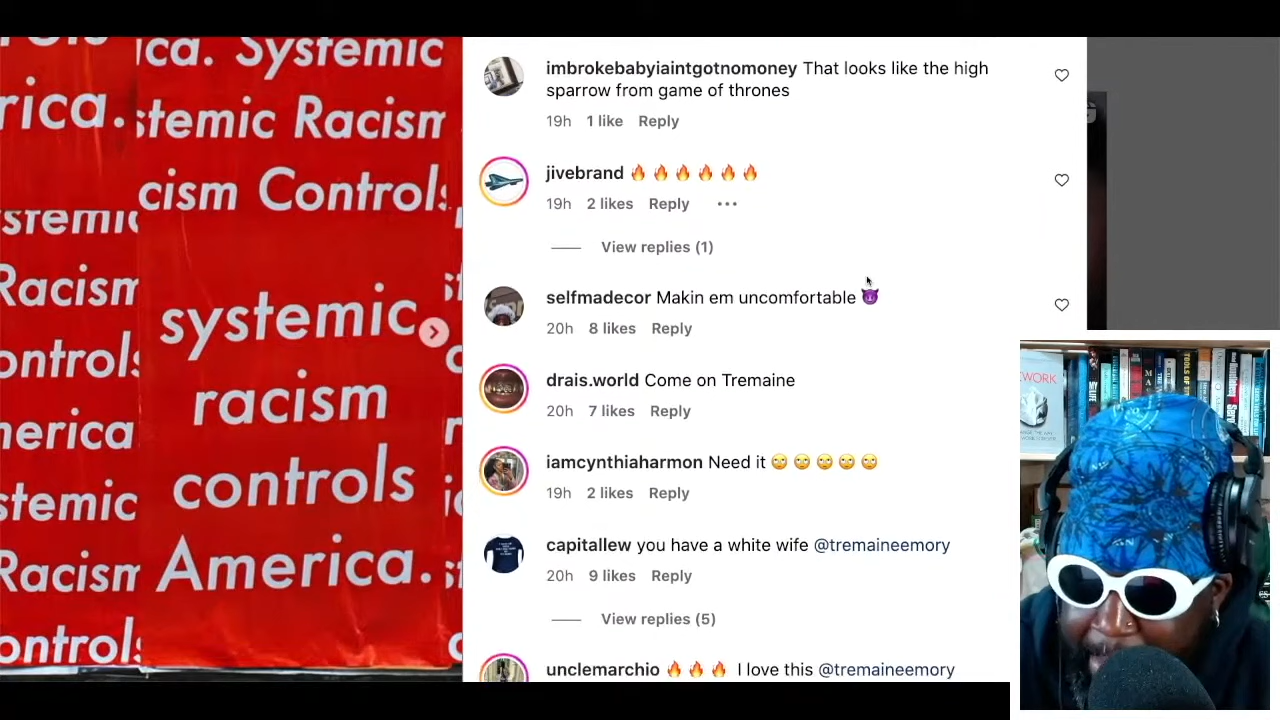 rica.
ica. Systemic
stemic Racism
cism Controls
Racism
ontrols
merica
stemic
Racism
ontrols
systemic
racism
controls
America.
imbrokebabyiaintgotnomoney That looks like the high
sparrow from game of thrones
19h 1 like Reply
jivebrand 🔥 🔥 🔥 🔥 🔥 🔥
19h 2 likes Reply
View replies (1)
selfmadecor Makin em uncomfortable 😈
20h 8 likes Reply
drais.world Come on Tremaine
20h 7 likes Reply
iamcynthiaharmon Need it 🙄 🙄 🙄 🙄 🙄
19h 2 likes Reply
capitallew you have a white wife @tremaineemory
20h 9 likes Reply
View replies (5)
unclemarchio 🔥 🔥 🔥 I love this @tremaineemory
WORK